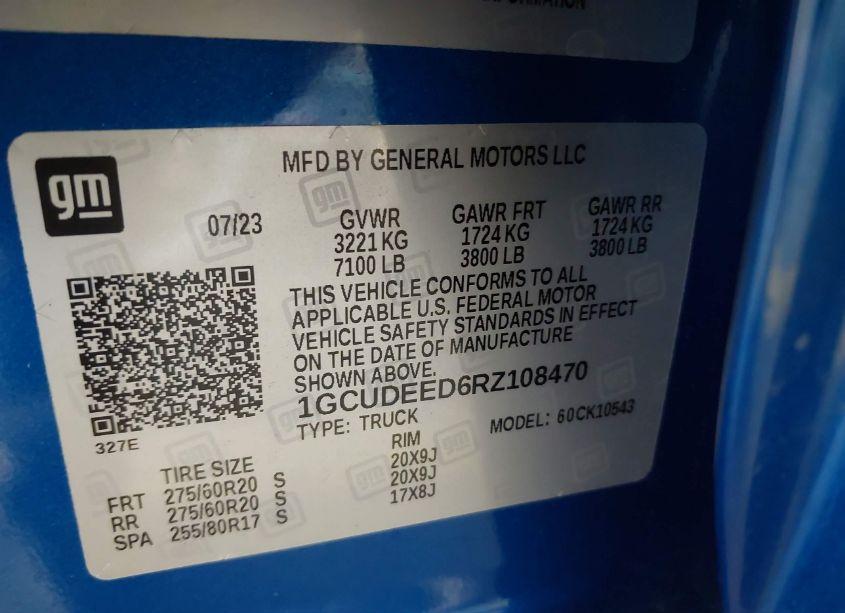 INFORMATION
gm
MFD BY GENERAL MOTORS LLC
07/23
GVWR GAWR FRT GAWR RR
3221 KG 1724 KG 1724 KG
7100 LB 3800 LB 3800 LB
THIS VEHICLE CONFORMS TO ALL
APPLICABLE U.S. FEDERAL MOTOR
VEHICLE SAFETY STANDARDS IN EFFECT
ON THE DATE OF MANUFACTURE
SHOWN ABOVE.
1GCUDEED6RZ108470
TYPE: TRUCK MODEL: 60CK10543
327E
TIRE SIZE RIM
FRT 275/60R20 S 20X9J
RR 275/60R20 S 20X9J
SPA 255/80R17 S 17X8J